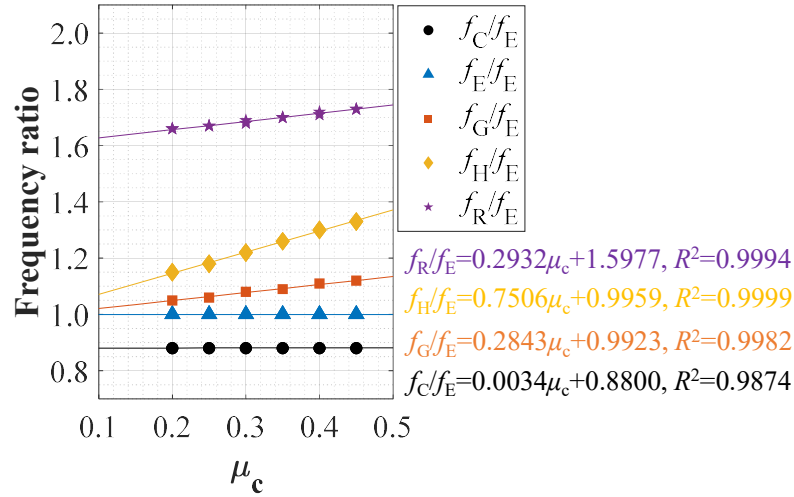 Frequency ratio
2.0
1.8
1.6
1.4
1.2
1.0
0.8
0.1 0.2 0.3 0.4 0.5
μc
fC/fE
fE/fE
fG/fE
fH/fE
fR/fE
fR/fE=0.2932μc+1.5977, R²=0.9994
fH/fE=0.7506μc+0.9959, R²=0.9999
fG/fE=0.2843μc+0.9923, R²=0.9982
fC/fE=0.0034μc+0.8800, R²=0.9874